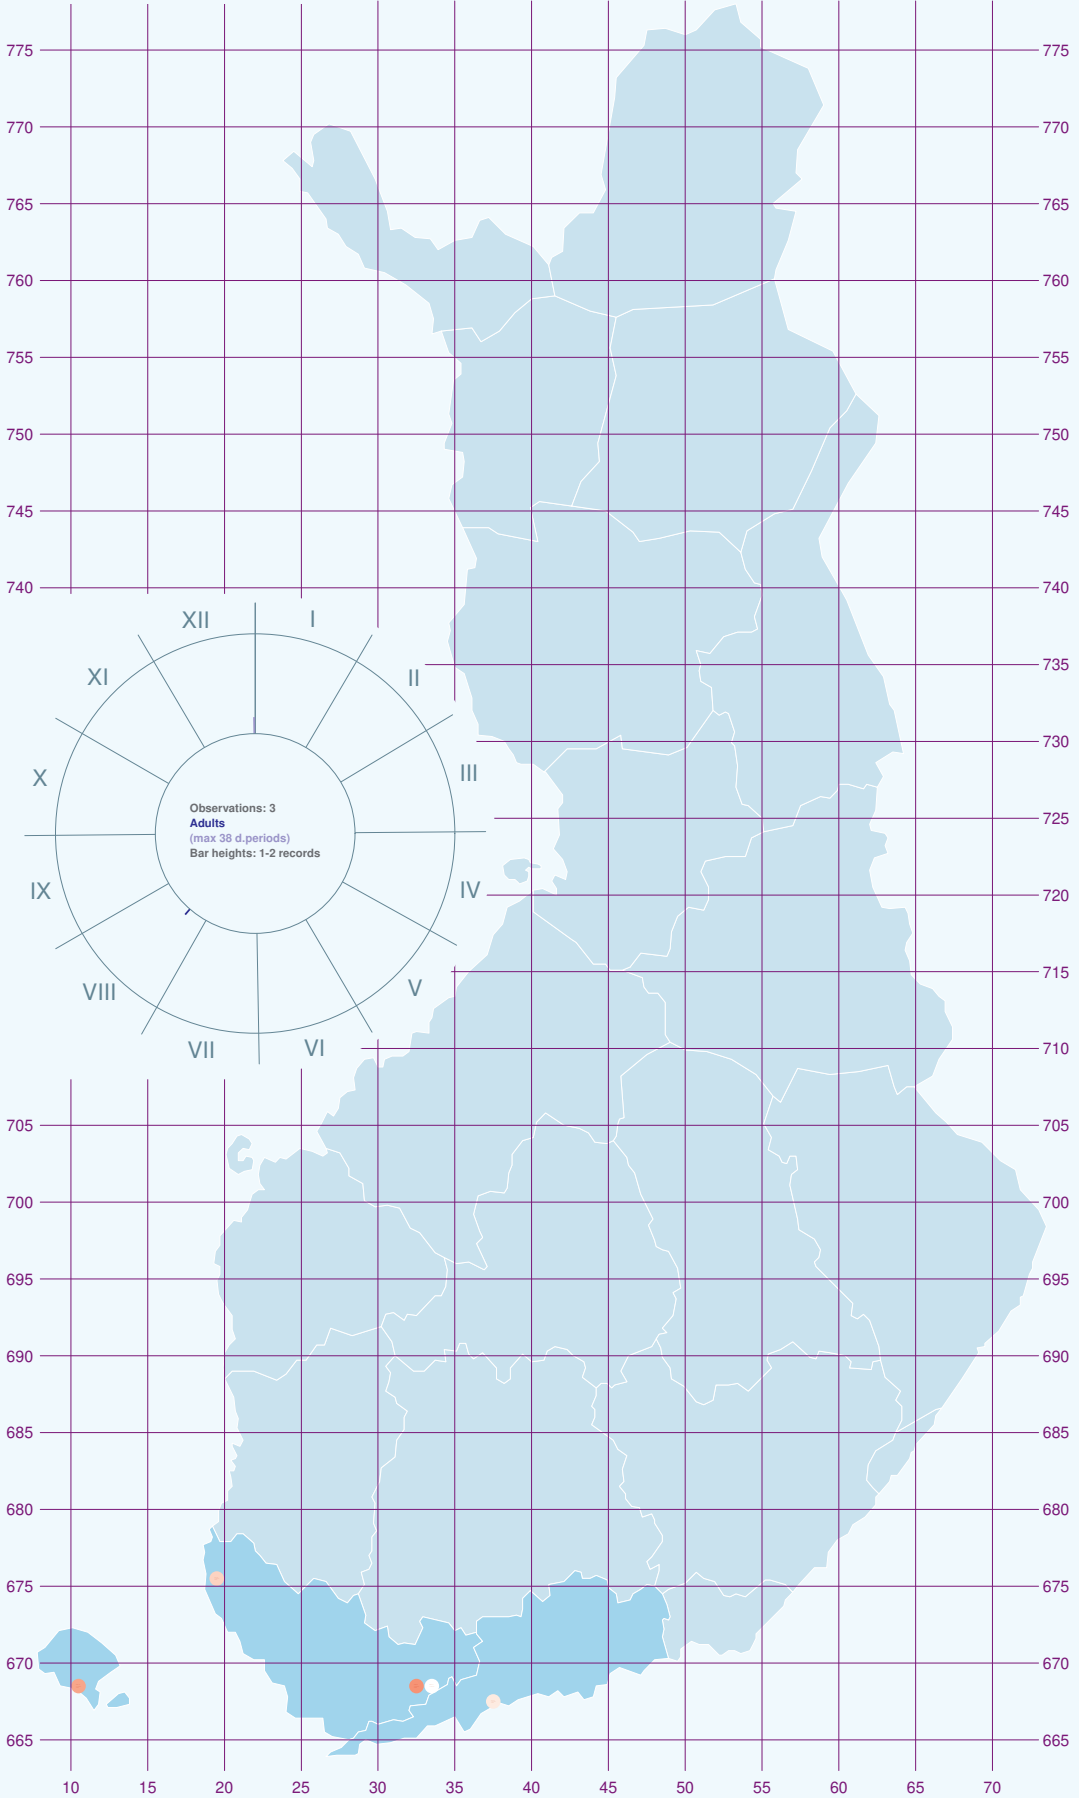 775 775
770 770
765 765
760 760
755 755
750 750
745 745
740 740
XII I
XI II
735 735
730 730
X III
Observations: 3
Adults
(max 38 d.periods)
Bar heights: 1-2 records
725 725
IX IV
720 720
VIII V
715 715
VII VI
710 710
705 705
700 700
695 695
690 690
685 685
680 680
675 675
670 670
665 665
10 15 20 25 30 35 40 45 50 55 60 65 70